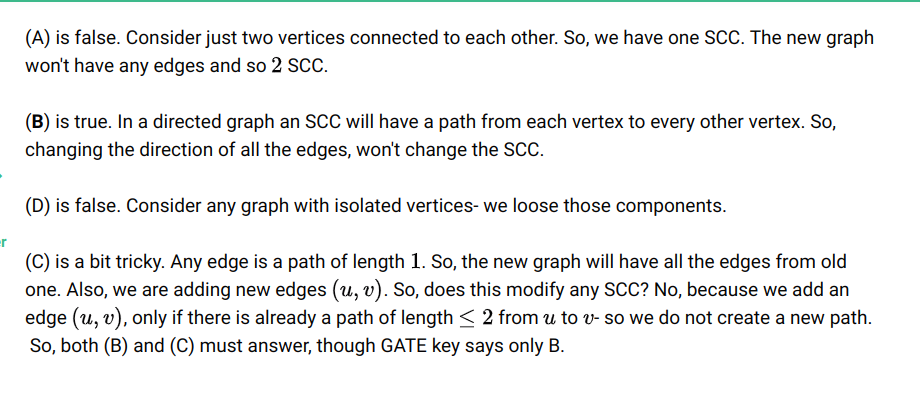 (A) is false. Consider just two vertices connected to each other. So, we have one SCC. The new graph
won't have any edges and so 2 SCC.
(B) is true. In a directed graph an SCC will have a path from each vertex to every other vertex. So,
changing the direction of all the edges, won't change the SCC.
(D) is false. Consider any graph with isolated vertices- we loose those components.
r
(C) is a bit tricky. Any edge is a path of length 1. So, the new graph will have all the edges from old
one. Also, we are adding new edges (u, v). So, does this modify any SCC? No, because we add an
edge (u, v), only if there is already a path of length ≤ 2 from u to v- so we do not create a new path.
So, both (B) and (C) must answer, though GATE key says only B.